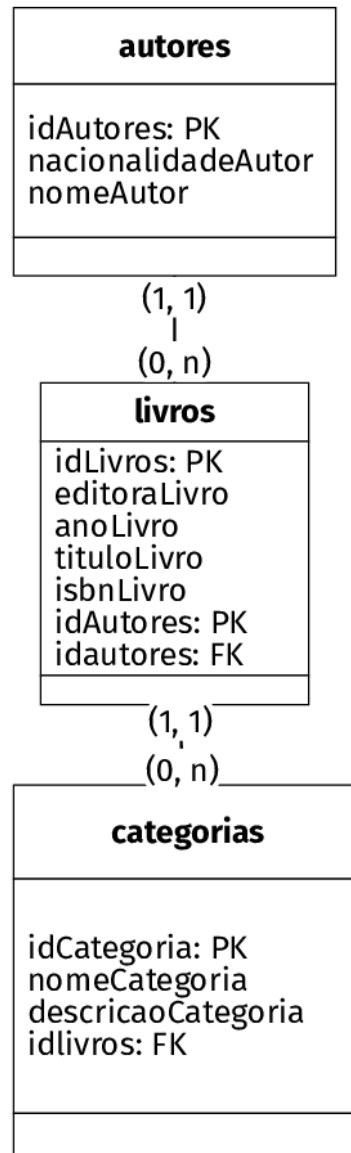 autores
idAutores: PK
nacionalidadeAutor
nomeAutor
(1, 1)
(0, n)
livros
idLivros: PK
editoraLivro
anoLivro
tituloLivro
isbnLivro
idAutores: PK
idautores: FK
(1, 1)
(0, n)
categorias
idCategoria: PK
nomeCategoria
descricaoCategoria
idlivros: FK